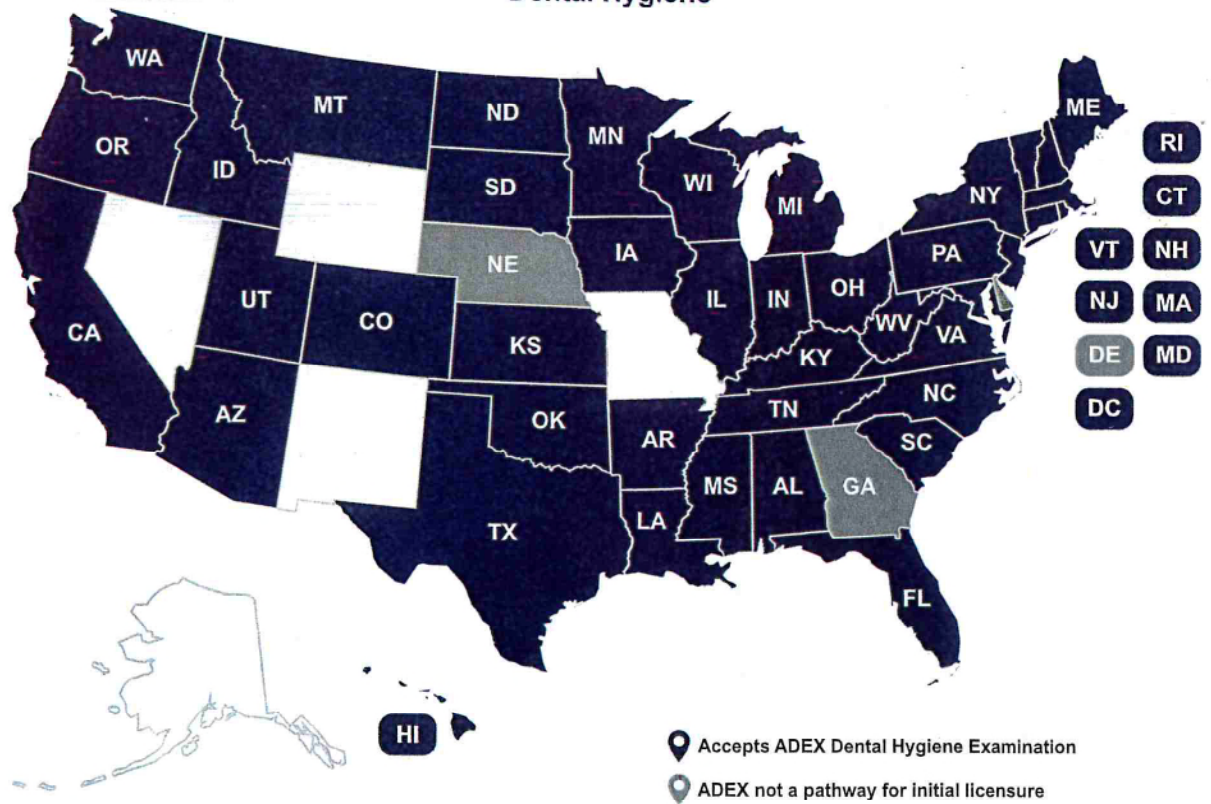 Dental Hygiene
WA
MT
ND
MN
ME
OR
ID
SD
WI
MI
NY
RI
CT
VT
NH
NE
IA
PA
NJ
MA
UT
CO
IL
IN
OH
WV
VA
DE
MD
CA
KS
KY
DC
AZ
OK
AR
TN
NC
SC
MS
AL
GA
TX
LA
FL
HI
Accepts ADEX Dental Hygiene Examination
ADEX not a pathway for initial licensure